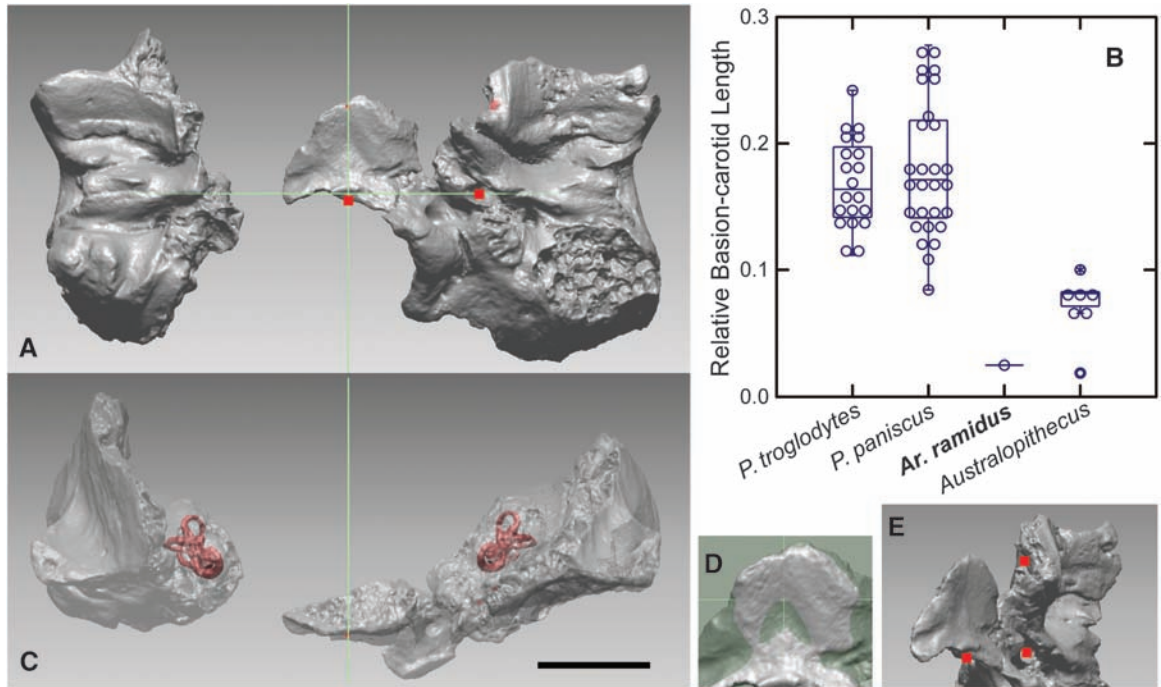 A
B
Relative Basion-carotid Length
0.3
0.2
0.1
0.0
P. troglodytes
P. paniscus
Ar. ramidus
Australopithecus
C
D
E